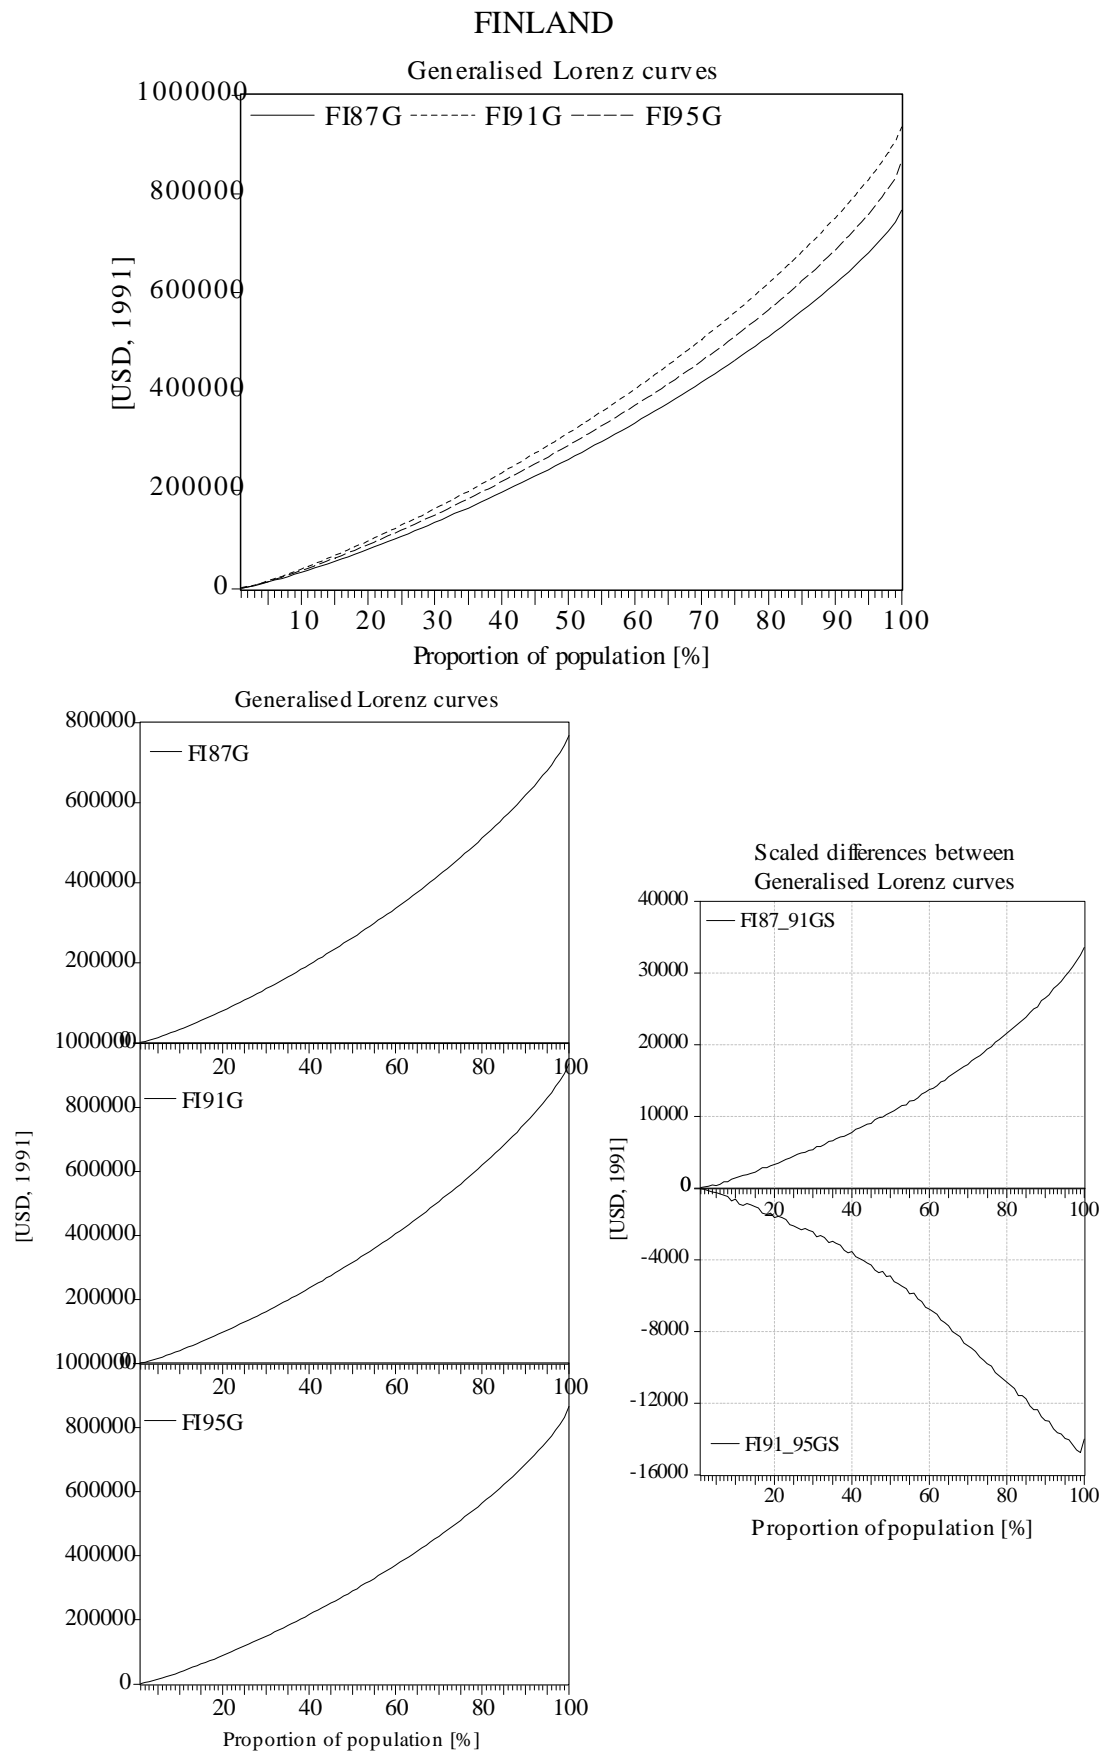 FINLAND
Generalised Lorenz curves
1000000
FI87G FI91G FI95G
800000
600000
400000
200000
0
[USD, 1991]
10 20 30 40 50 60 70 80 90 100
Proportion of population [%]
Generalised Lorenz curves
800000
FI87G
600000
400000
200000
0
20 40 60 80 100
1000000
FI91G
800000
600000
400000
200000
0
[USD, 1991]
20 40 60 80 100
1000000
FI95G
800000
600000
400000
200000
0
20 40 60 80 100
Proportion of population [%]
Scaled differences between
Generalised Lorenz curves
40000
FI87_91GS
30000
20000
10000
0
[USD, 1991]
20 40 60 80 100
-4000
-8000
-12000
FI91_95GS
-16000
20 40 60 80 100
Proportion of population [%]